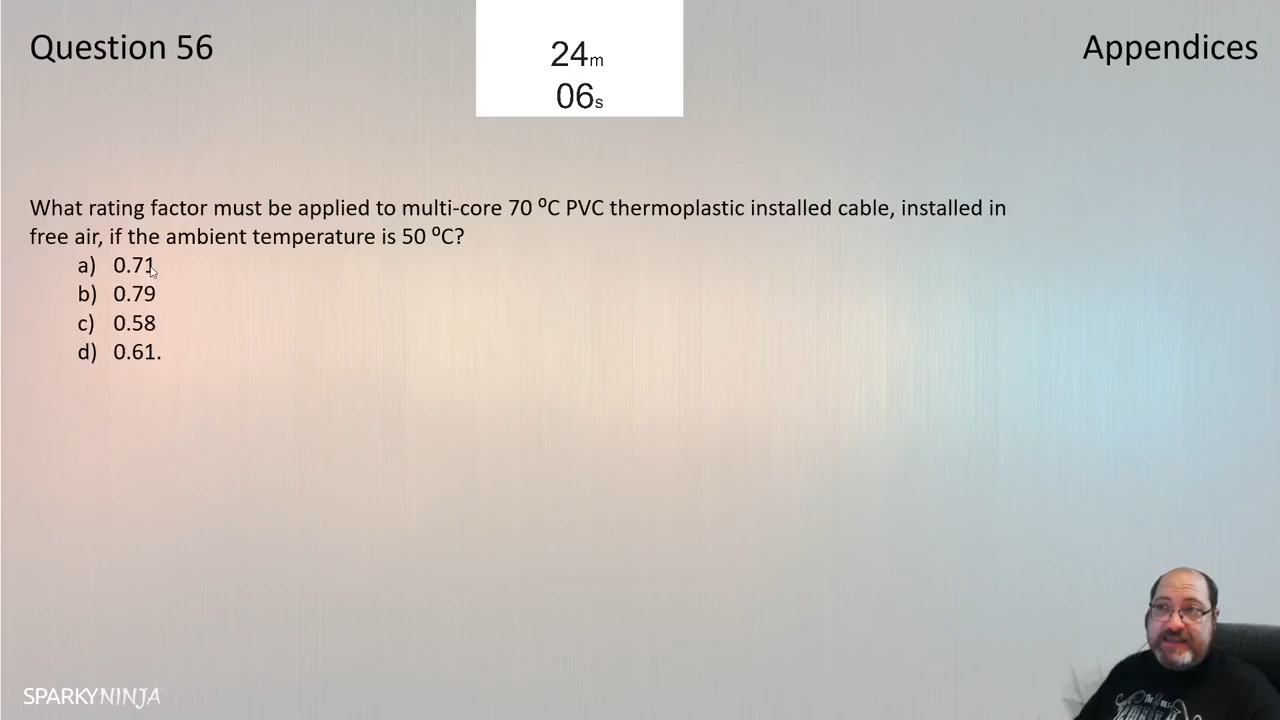 Question 56
24m
06s
Appendices
What rating factor must be applied to multi-core 70 ⁰C PVC thermoplastic installed cable, installed in
free air, if the ambient temperature is 50 ⁰C?
a) 0.71
b) 0.79
c) 0.58
d) 0.61.
SPARKYNINJA